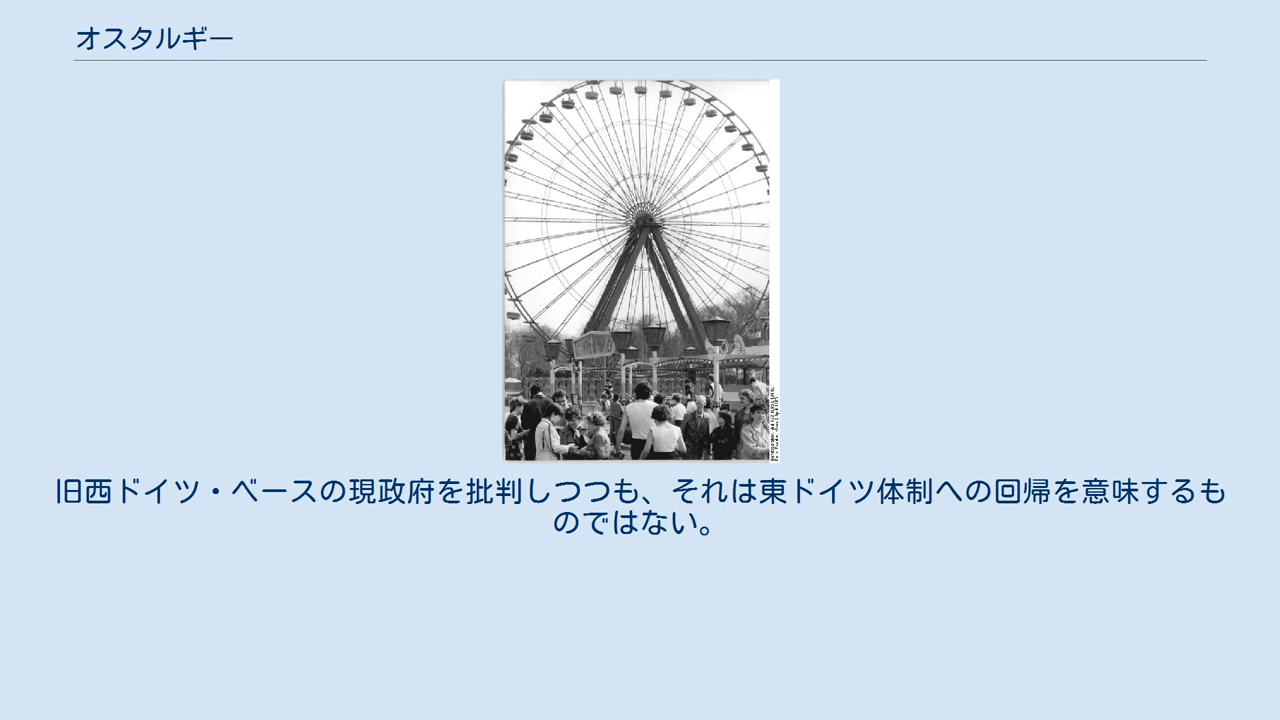 オスタルギー
旧西ドイツ・ベースの現政府を批判しつつも、それは東ドイツ体制への回帰を意味するも
のではない。